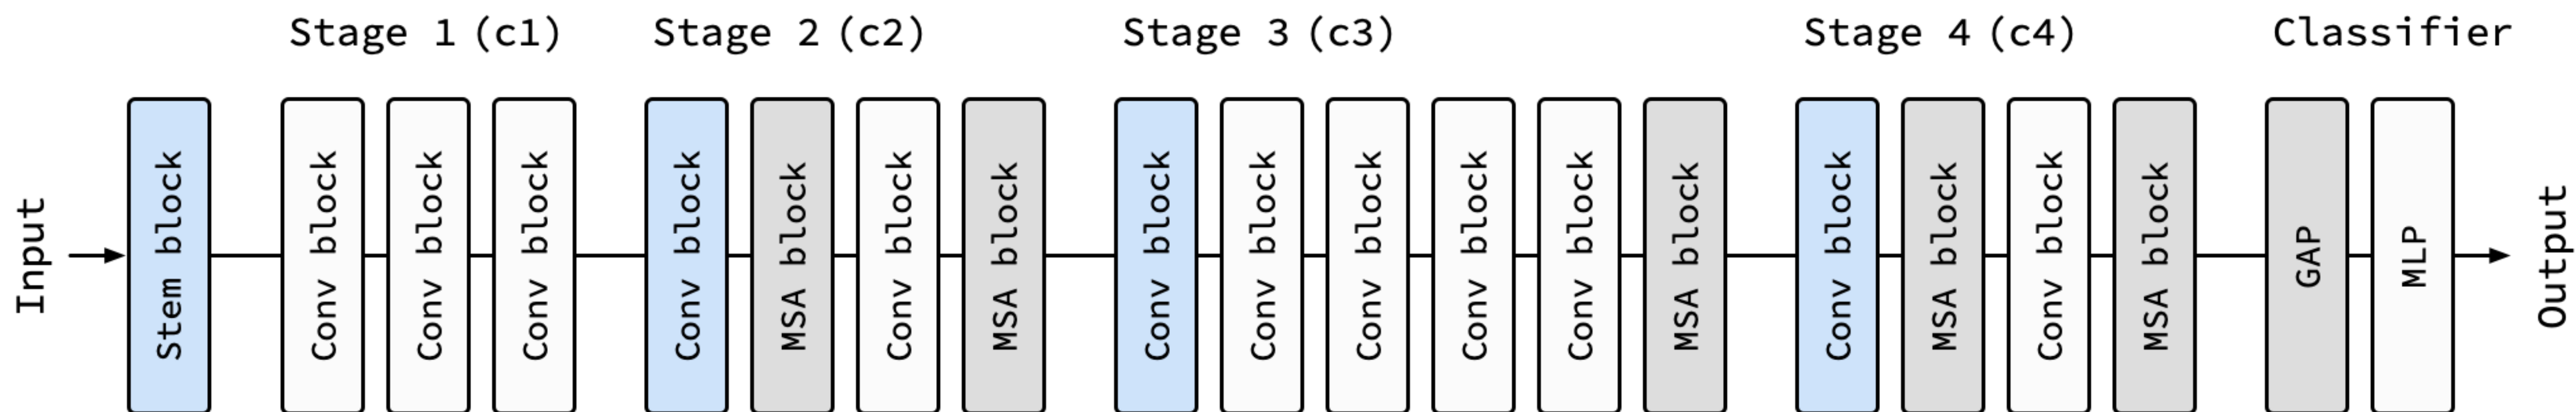 Stage 1 (c1)
Stage 2 (c2)
Stage 3 (c3)
Stage 4 (c4)
Classifier
Input
Stem block
Conv block
Conv block
Conv block
Conv block
MSA block
Conv block
MSA block
Conv block
Conv block
Conv block
Conv block
Conv block
MSA block
Conv block
MSA block
Conv block
MSA block
GAP
MLP
Output